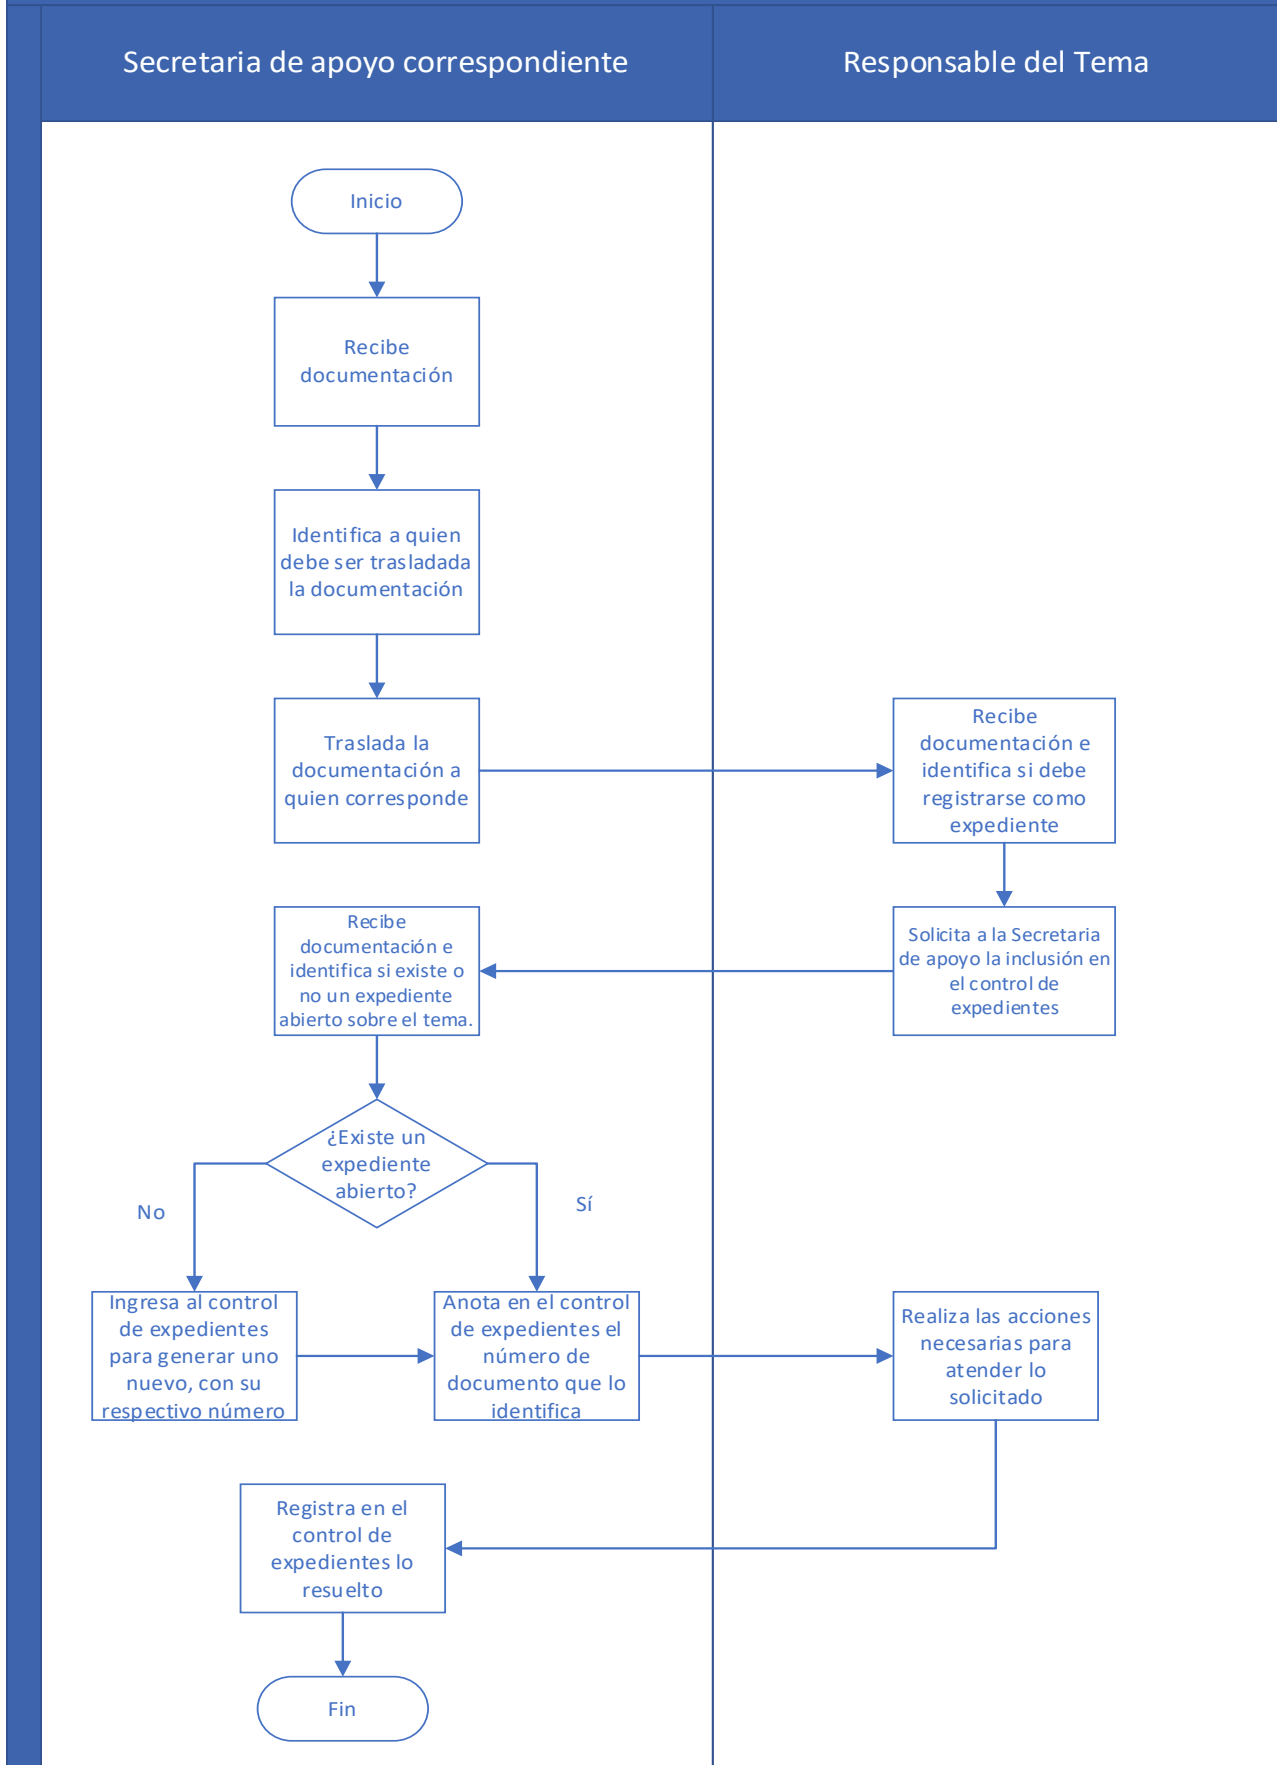 Secretaria de apoyo correspondiente
Responsable del Tema
Inicio
Recibe
documentación
Identifica a quien
debe ser trasladada
la documentación
Traslada la
documentación a
quien corresponde
Recibe
documentación e
identifica si debe
registrarse como
expediente
Solicita a la Secretaria
de apoyo la inclusión en
el control de
expedientes
Recibe
documentación e
identifica si existe o
no un expediente
abierto sobre el tema.
¿Existe un
expediente
abierto?
No
Sí
Ingresa al control
de expedientes
para generar uno
nuevo, con su
respectivo número
Anota en el control
de expedientes el
número de
documento que lo
identifica
Realiza las acciones
necesarias para
atender lo
solicitado
Registra en el
control de
expedientes lo
resuelto
Fin